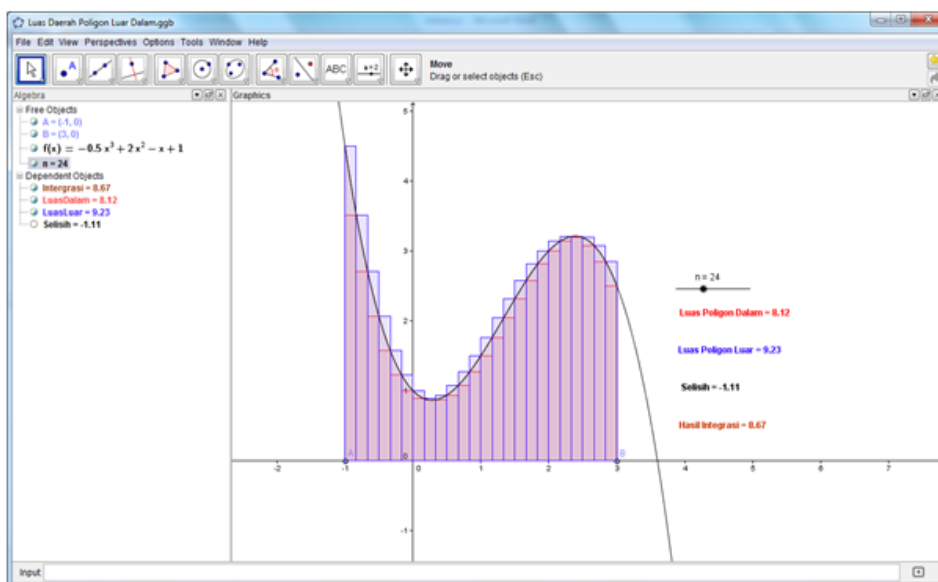 Luas Daerah Poligon Luar Dalam.ggb
File Edit View Perspectives Options Tools Window Help
A
ABC
a=2
Move
Drag or select objects (Esc)
Algebra
Graphics
Free Objects
A = (-1, 0)
B = (3, 0)
f(x) = −0.5 x³ + 2 x² − x + 1
n = 24
Dependent Objects
Intergrasi = 8.67
LuasDalam = 8.12
LuasLuar = 9.23
Selisih = -1.11
5
4
3
2
1
0
-1
-2 -1 0 1 2 3 4 5 6 7
A
B
n = 24
Luas Poligon Dalam = 8.12
Luas Poligon Luar = 9.23
Selisih = -1.11
Hasil Integrasi = 8.67
Input: